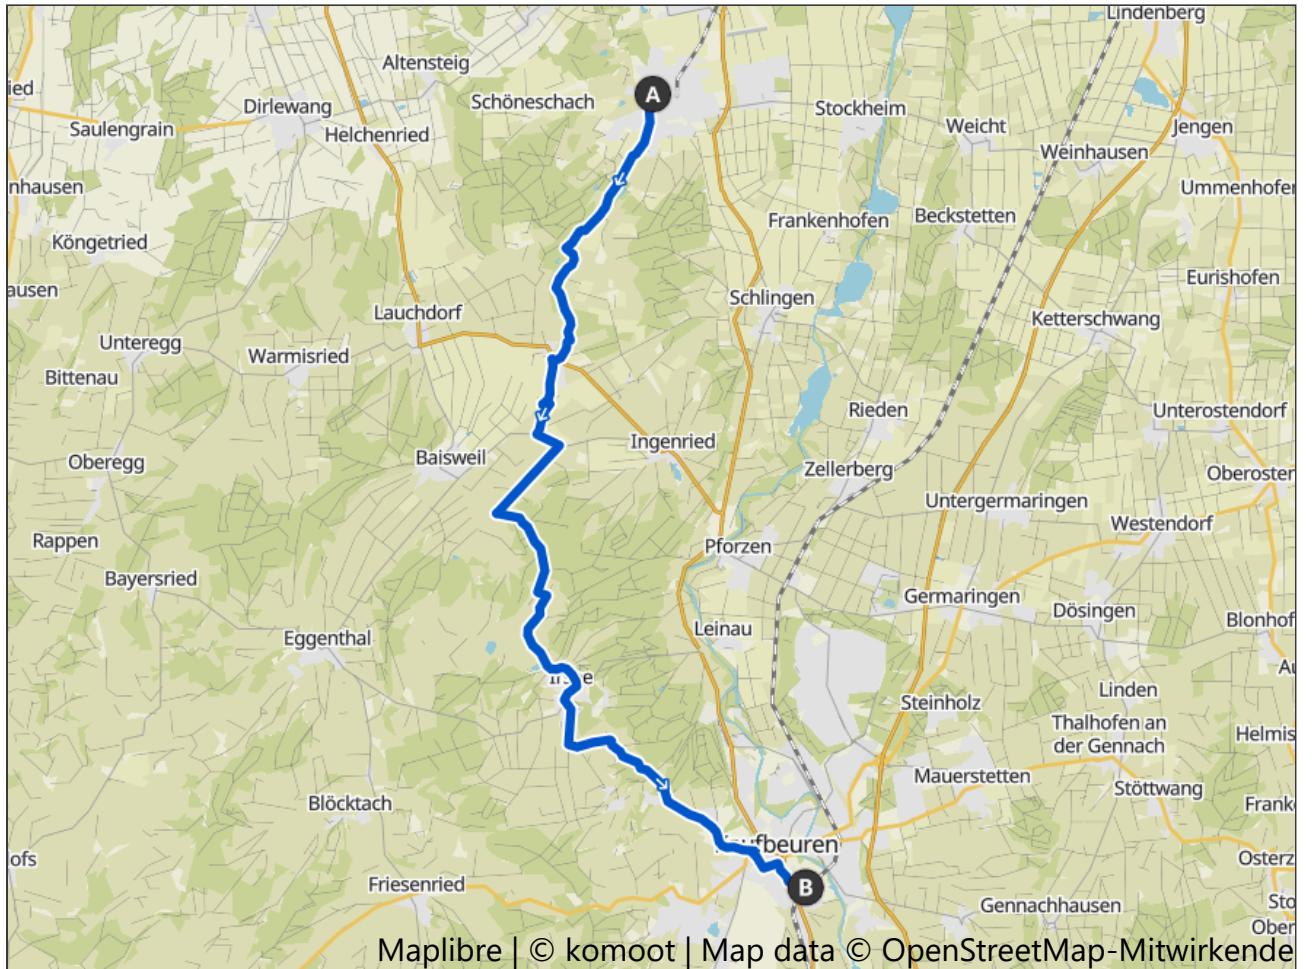 Lindenberg
Altensteig
ied
Schöneschach
A
Dirlewang
Stockheim
Saulengrain
Helchenried
Weicht
Jengen
Weinhausen
nhausen
Ummenhofer
Frankenhofen
Beckstetten
Köngetried
Eurishofen
ausen
Schlingen
Lauchdorf
Ketterschwang
Unteregg
Warmisried
Bittenau
Rieden
Unterostendorf
Ingenried
Baisweil
Oberegg
Zellerberg
Oberoster
Untergermaringen
Westendorf
Rappen
Pforzen
Bayersried
Germaringen
Dösingen
Blonhof
Leinau
Eggenthal
Au
Linden
Steinholz
Thalhofen an
der Gennach
Helmis
Mauerstetten
Stöttwang
Blöcktach
Frank
ofs
Osterz
Friesenried
B
Sto
Gennachhausen
Ober
Maplibre | © komoot | Map data © OpenStreetMap-Mitwirkende